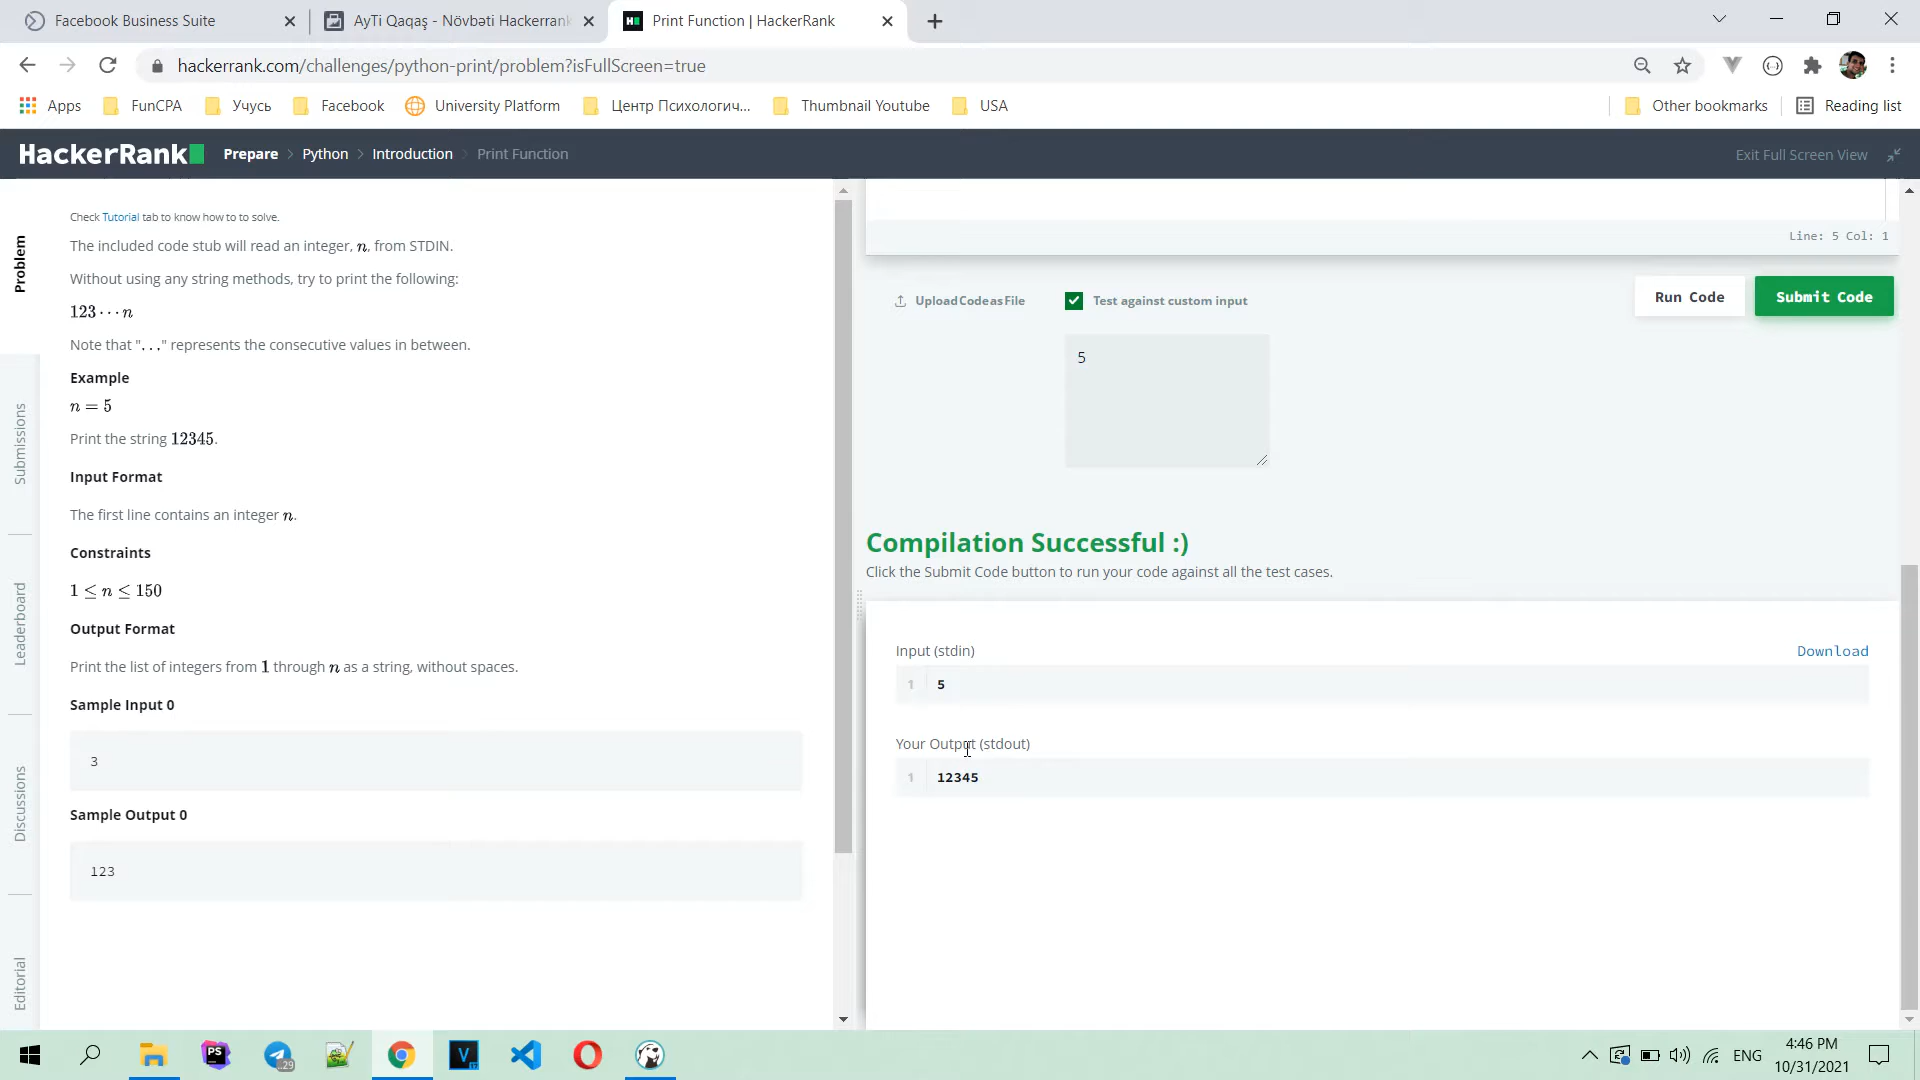 Facebook Business Suite
AyTi Qaqaş - Növbəti Hackerrank
Print Function | HackerRank
hackerrank.com/challenges/python-print/problem?isFullScreen=true
Apps
FunCPA
Учусь
Facebook
University Platform
Центр Психологич...
Thumbnail Youtube
USA
Other bookmarks
Reading list
HackerRank
Prepare > Python > Introduction > Print Function
Exit Full Screen View
Problem
Submissions
Leaderboard
Discussions
Editorial
Check Tutorial tab to know how to to solve.
The included code stub will read an integer, n, from STDIN.
Without using any string methods, try to print the following:
123···n
Note that "..." represents the consecutive values in between.
Example
n = 5
Print the string 12345.
Input Format
The first line contains an integer n.
Constraints
1 ≤ n ≤ 150
Output Format
Print the list of integers from 1 through n as a string, without spaces.
Sample Input 0
3
Sample Output 0
123
Line: 5 Col: 1
Upload Code as File
Test against custom input
Run Code
Submit Code
5
Compilation Successful :)
Click the Submit Code button to run your code against all the test cases.
Input (stdin)
Download
1 5
Your Output (stdout)
1 12345
PS
29
V
ENG
4:46 PM
10/31/2021